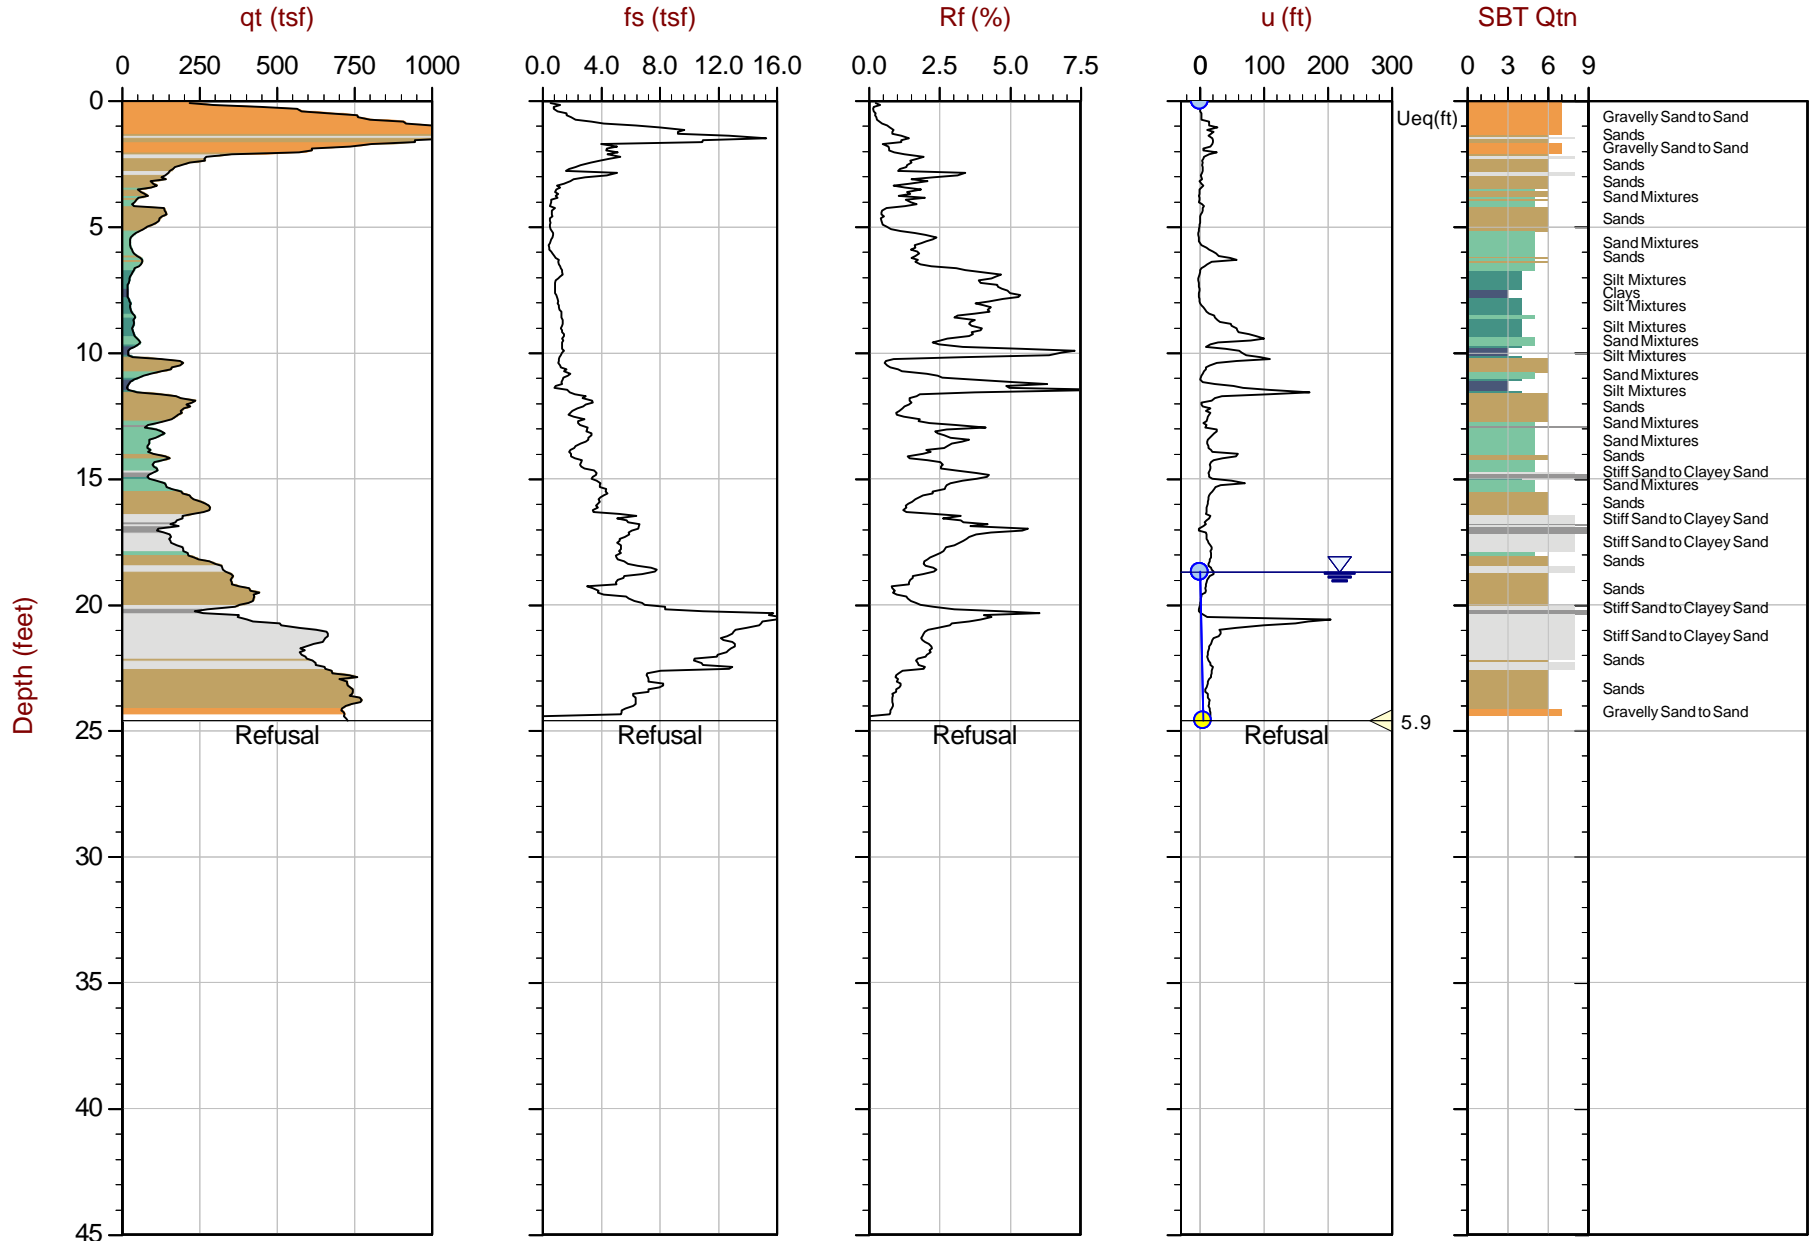 qt (tsf) fs (tsf) Rf (%) u (ft) SBT Qtn
0 250 500 750 1000 0.0 4.0 8.0 12.0 16.0 0.0 2.5 5.0 7.5 0 100 200 300 0 3 6 9
0
Ueq(ft)
Gravelly Sand to Sand
Sands
Gravelly Sand to Sand
Sands
Sands
Sand Mixtures
Sands
5
Sand Mixtures
Sands
Silt Mixtures
Clays
Silt Mixtures
Silt Mixtures
Sand Mixtures
10
Silt Mixtures
Sand Mixtures
Silt Mixtures
Sands
Sand Mixtures
Sand Mixtures
Sands
Stiff Sand to Clayey Sand
15
Sand Mixtures
Sands
Stiff Sand to Clayey Sand
Stiff Sand to Clayey Sand
Sands
Sands
20
Stiff Sand to Clayey Sand
Stiff Sand to Clayey Sand
Sands
Sands
Gravelly Sand to Sand
5.9
Depth (feet)
25
Refusal Refusal Refusal Refusal
30
35
40
45